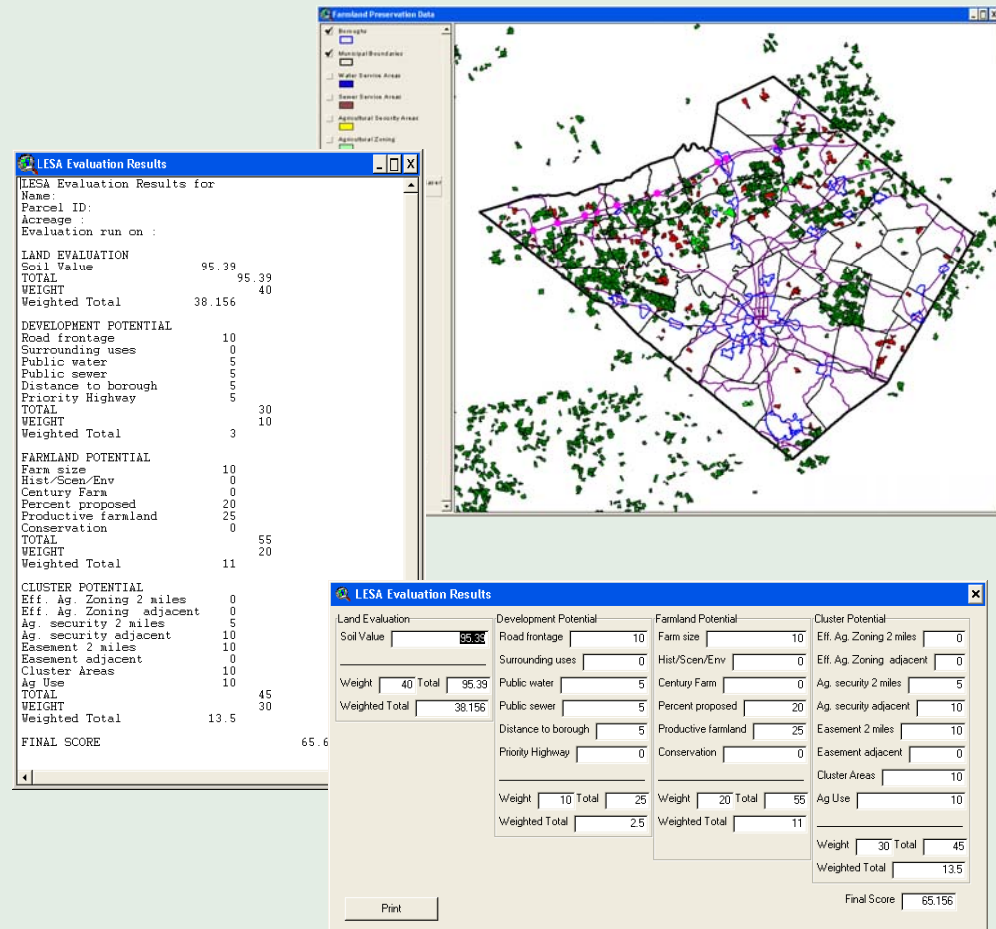 Farmland Preservation Data
Boroughs
Municipal Boundaries
Water Service Areas
Sewer Service Areas
Agricultural Security Areas
Agricultural Zoning
LESA Evaluation Results
LESA Evaluation Results for
Name:
Parcel ID:
Acreage :
Evaluation run on :
LAND EVALUATION
Soil Value 95.39
TOTAL 95.39
WEIGHT 40
Weighted Total 38.156
DEVELOPMENT POTENTIAL
Road frontage 10
Surrounding uses 0
Public water 5
Public sewer 5
Distance to borough 5
Priority Highway 5
TOTAL 30
WEIGHT 10
Weighted Total 3
FARMLAND POTENTIAL
Farm size 10
Hist/Scen/Env 0
Century Farm 0
Percent proposed 20
Productive farmland 25
Conservation 0
TOTAL 55
WEIGHT 20
Weighted Total 11
CLUSTER POTENTIAL
Eff. Ag. Zoning 2 miles 0
Eff. Ag. Zoning adjacent 0
Ag. security 2 miles 5
Ag. security adjacent 10
Easement 2 miles 10
Easement adjacent 0
Cluster Areas 10
Ag Use 10
TOTAL 45
WEIGHT 30
Weighted Total 13.5
FINAL SCORE 65.6
LESA Evaluation Results
Land Evaluation
Soil Value 95.39
Weight 40 Total 95.39
Weighted Total 38.156
Development Potential
Road frontage 10
Surrounding uses 0
Public water 5
Public sewer 5
Distance to borough 5
Priority Highway 0
Weight 10 Total 25
Weighted Total 2.5
Farmland Potential
Farm size 10
Hist/Scen/Env 0
Century Farm 0
Percent proposed 20
Productive farmland 25
Conservation 0
Weight 20 Total 55
Weighted Total 11
Cluster Potential
Eff. Ag. Zoning 2 miles 0
Eff. Ag. Zoning adjacent 0
Ag. security 2 miles 5
Ag. security adjacent 10
Easement 2 miles 10
Easement adjacent 0
Cluster Areas 10
Ag Use 10
Weight 30 Total 45
Weighted Total 13.5
Final Score 65.156
Print